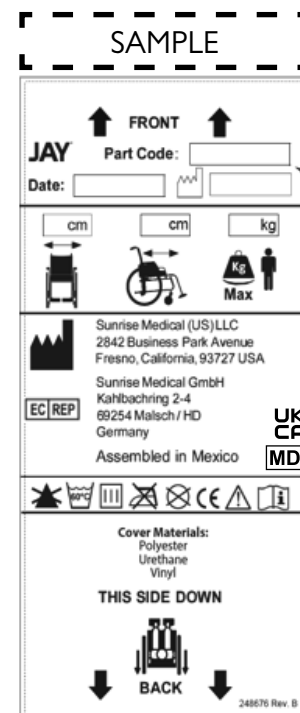 SAMPLE
FRONT
JAY
Part Code:
Date:
cm
cm
kg
Kg
Max
Sunrise Medical (US)LLC
2842 Business Park Avenue
Fresno, California, 93727 USA
Sunrise Medical GmbH
Kahlbachring 2-4
69254 Malsch / HD
Germany
EC REP
UK
CA
Assembled in Mexico
MD
60°C
CE
i
Cover Materials:
Polyester
Urethane
Vinyl
THIS SIDE DOWN
BACK
248676 Rev. B